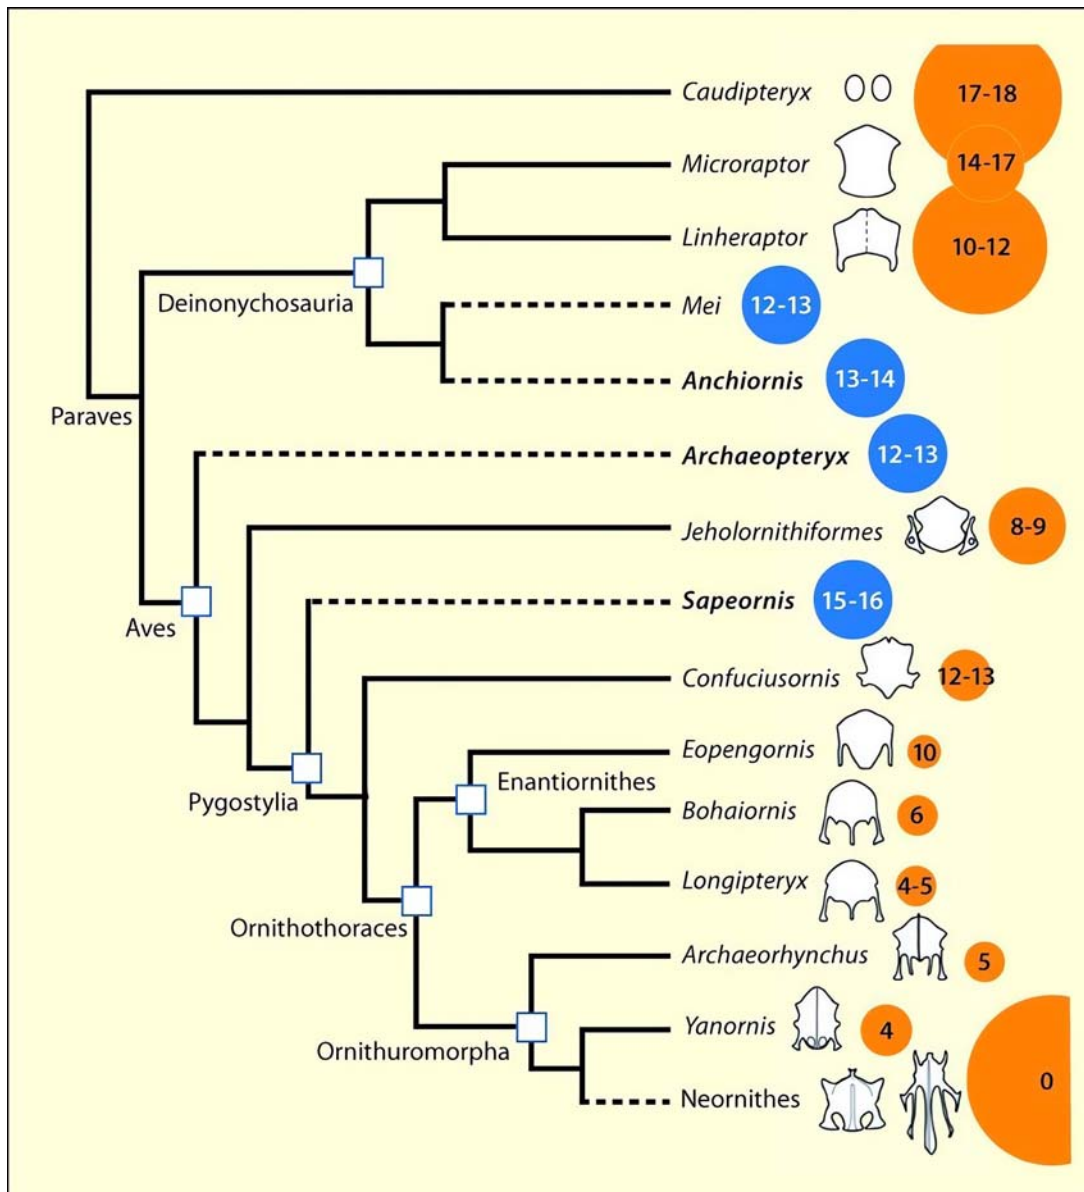 Caudipteryx 17-18
Microraptor 14-17
Linheraptor 10-12
Deinonychosauria
Mei 12-13
Anchiornis 13-14
Paraves
Archaeopteryx 12-13
Jeholornithiformes 8-9
Sapeornis 15-16
Aves
Confuciusornis 12-13
Eopengornis 10
Enantiornithes
Pygostylia
Bohaiornis 6
Longipteryx 4-5
Ornithothoraces
Archaeorhynchus 5
Yanornis 4
Ornithuromorpha
Neornithes 0